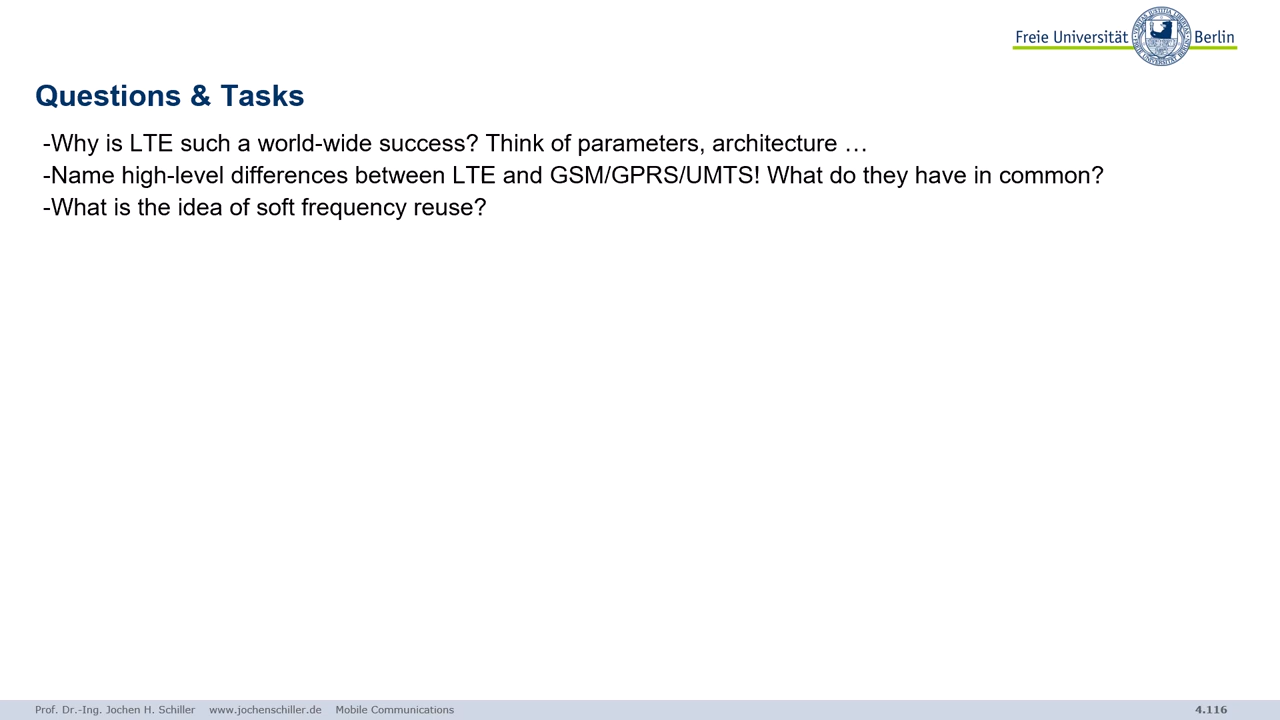 Freie Universität Berlin
Questions & Tasks
-Why is LTE such a world-wide success? Think of parameters, architecture …
-Name high-level differences between LTE and GSM/GPRS/UMTS! What do they have in common?
-What is the idea of soft frequency reuse?
Prof. Dr.-Ing. Jochen H. Schiller www.jochenschiller.de Mobile Communications 4.116